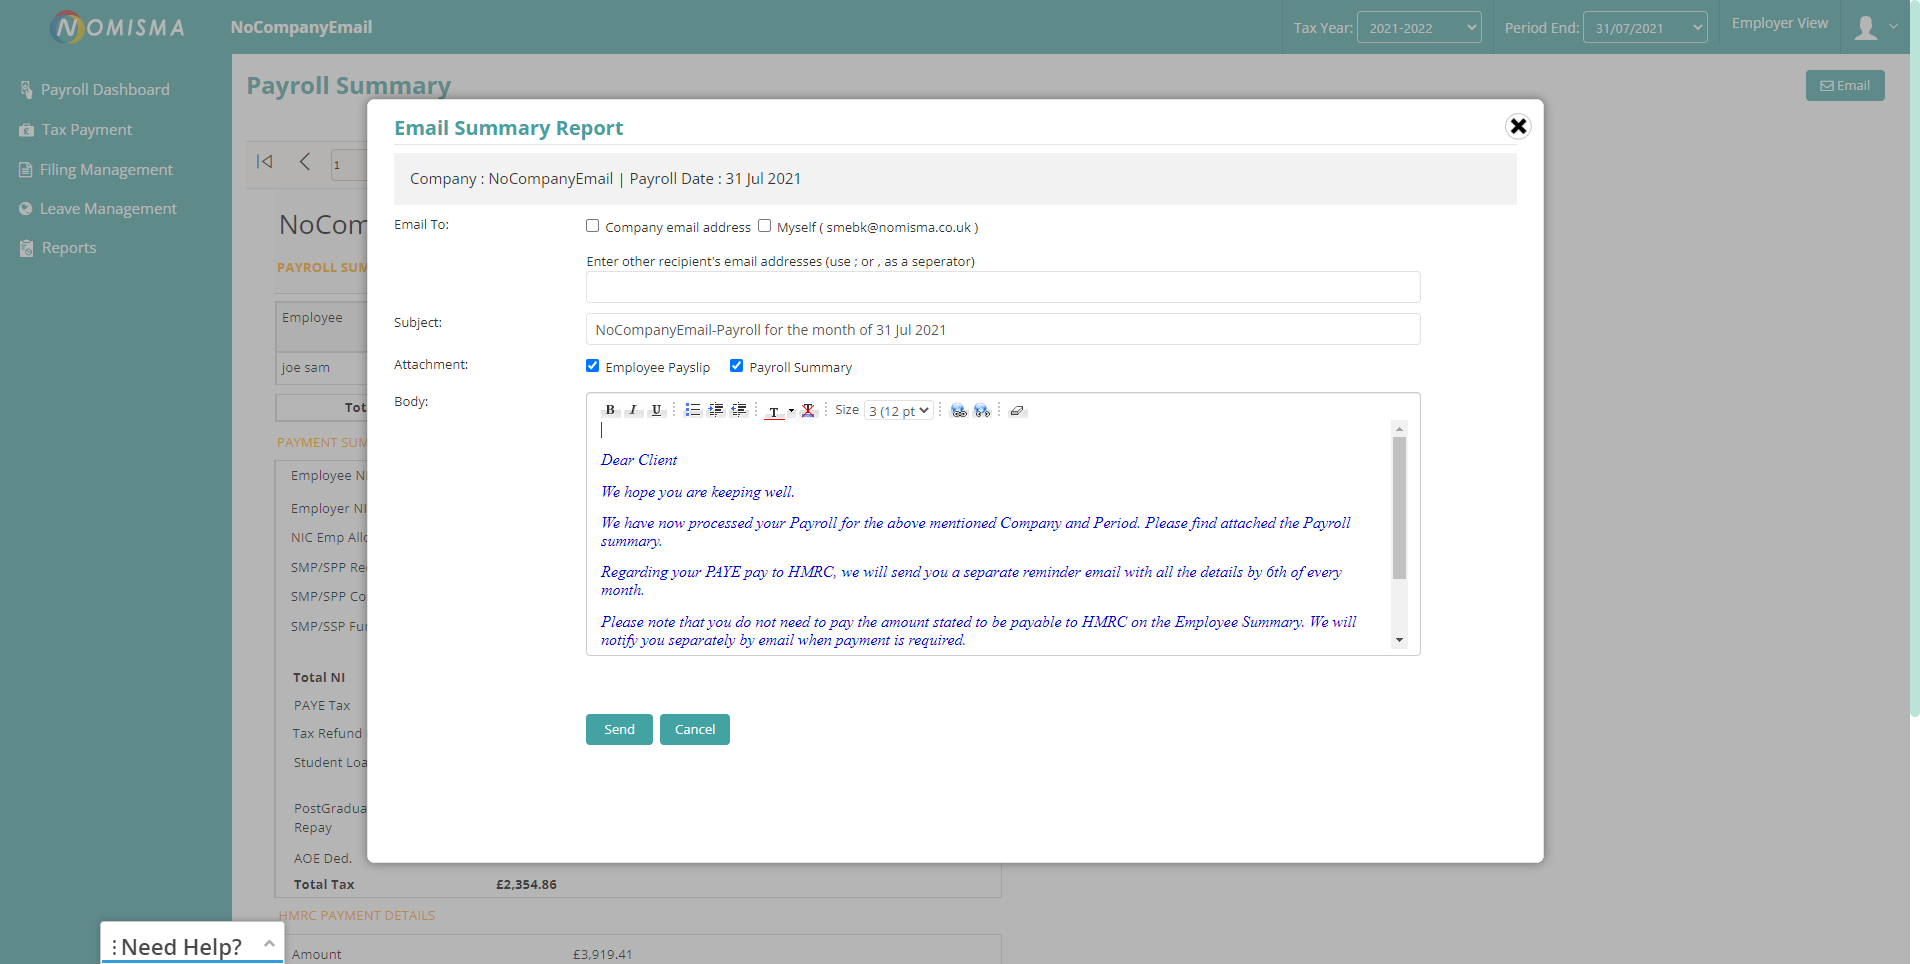 NOMISMA
NoCompanyEmail
Tax Year: 2021-2022
Period End: 31/07/2021
Employer View
Payroll Dashboard
Tax Payment
Filing Management
Leave Management
Reports
Payroll Summary
Email
1
NoCom
PAYROLL SUM
Employee
joe sam
Tot
PAYMENT SUM
Employee NI
Employer NI
NIC Emp Allo
SMP/SPP Re
SMP/SPP Co
SMP/SSP Fu
Total NI
PAYE Tax
Tax Refund
Student Loa
PostGradua
Repay
AOE Ded.
Total Tax £2,354.86
HMRC PAYMENT DETAILS
Amount £3,919.41
Need Help?
Email Summary Report
Company : NoCompanyEmail | Payroll Date : 31 Jul 2021
Email To: Company email address Myself ( smebk@nomisma.co.uk )
Enter other recipient's email addresses (use ; or , as a seperator)
Subject: NoCompanyEmail-Payroll for the month of 31 Jul 2021
Attachment: Employee Payslip Payroll Summary
Body:
B I U T Size 3 (12 pt
Dear Client
We hope you are keeping well.
We have now processed your Payroll for the above mentioned Company and Period. Please find attached the Payroll
summary.
Regarding your PAYE pay to HMRC, we will send you a separate reminder email with all the details by 6th of every
month.
Please note that you do not need to pay the amount stated to be payable to HMRC on the Employee Summary. We will
notify you separately by email when payment is required.
Send Cancel